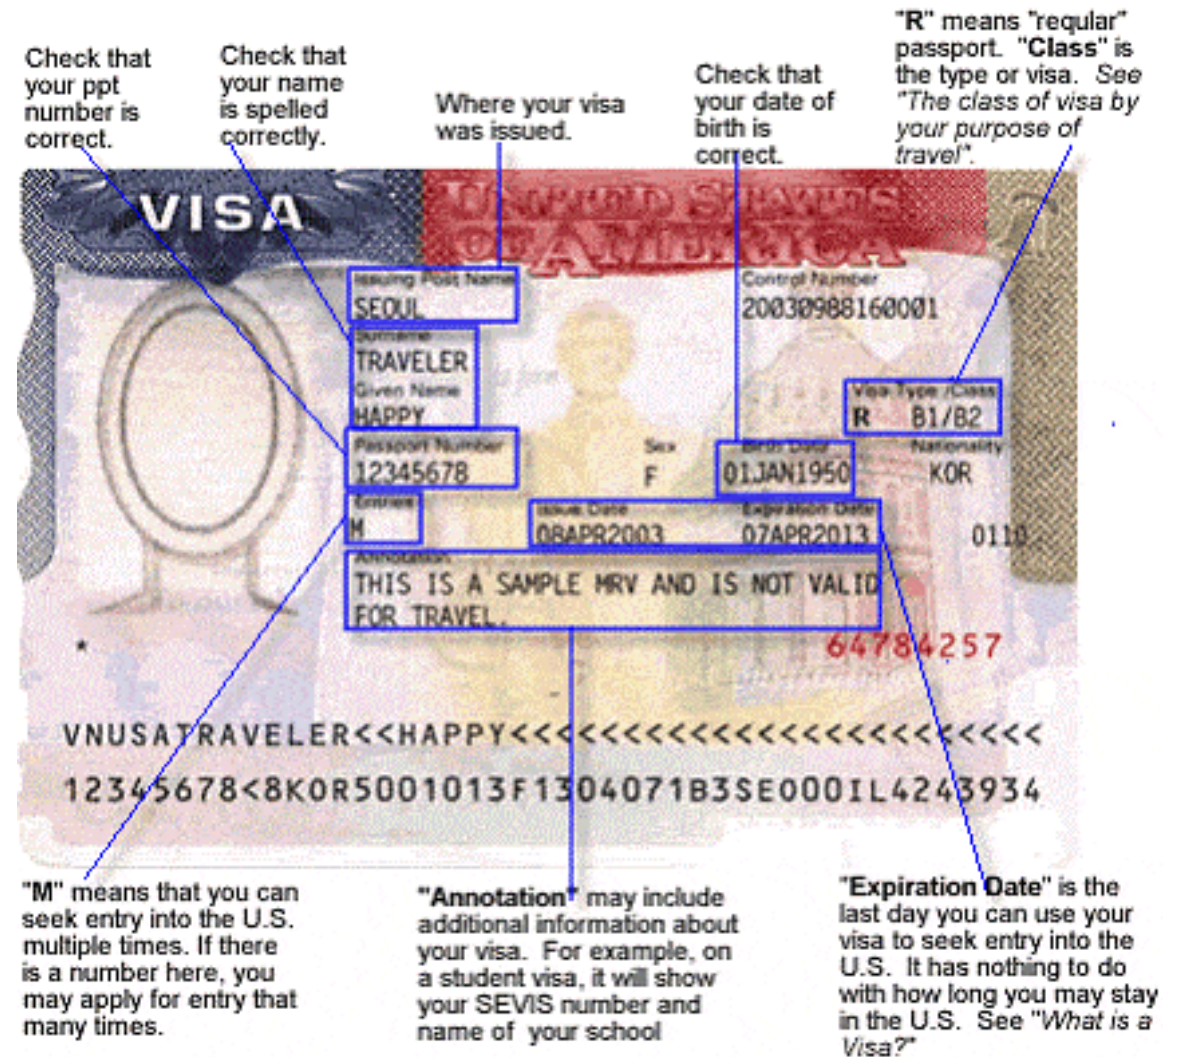 "R" means "reqular"
passport. "Class" is
the type or visa. See
"The class of visa by
your purpose of
travel".
Check that
your ppt
number is
correct.
Check that
your name
is spelled
correctly.
Where your visa
was issued.
Check that
your date of
birth is
correct.
VISA
UNITED STATES
OF AMERICA
Issuing Post Name
SEOUL
Control Number
20030988160001
Surname
TRAVELER
Given Name
HAPPY
Visa Type /Class
R B1/B2
Passport Number
12345678
Sex
F
Birth Date
01JAN1950
Nationality
KOR
Entries
M
Issue Date
08APR2003
Expiration Date
07APR2013
0110
Annotation
THIS IS A SAMPLE MRV AND IS NOT VALID
FOR TRAVEL.
*
64784257
VNUSATRAVELER<<HAPPY<<<<<<<<<<<<<<<<<<<<<<<<
12345678<8KOR5001013F1304071B3SE000IL4243934
"M" means that you can
seek entry into the U.S.
multiple times. If there
is a number here, you
may apply for entry that
many times.
"Annotation" may include
additional information about
your visa. For example, on
a student visa, it will show
your SEVIS number and
name of your school
"Expiration Date" is the
last day you can use your
visa to seek entry into the
U.S. It has nothing to do
with how long you may stay
in the U.S. See "What is a
Visa?"